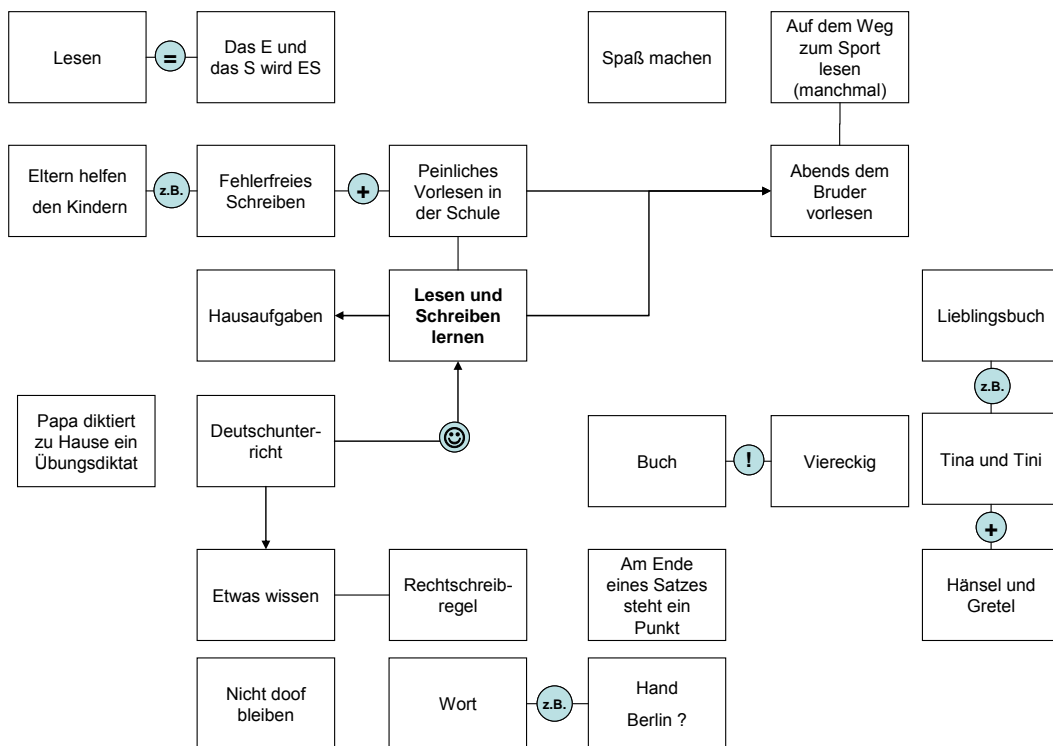 Lesen
=
Das E und
das S wird ES
Spaß machen
Auf dem Weg
zum Sport
lesen
(manchmal)
Eltern helfen
den Kindern
z.B.
Fehlerfreies
Schreiben
+
Peinliches
Vorlesen in
der Schule
Abends dem
Bruder
vorlesen
Hausaufgaben
Lesen und
Schreiben
lernen
Lieblingsbuch
z.B.
Papa diktiert
zu Hause ein
Übungsdiktat
Deutschunter-
richt
Buch
!
Viereckig
Tina und Tini
+
Etwas wissen
Rechtschreib-
regel
Am Ende
eines Satzes
steht ein
Punkt
Hänsel und
Gretel
Nicht doof
bleiben
Wort
z.B.
Hand
Berlin ?